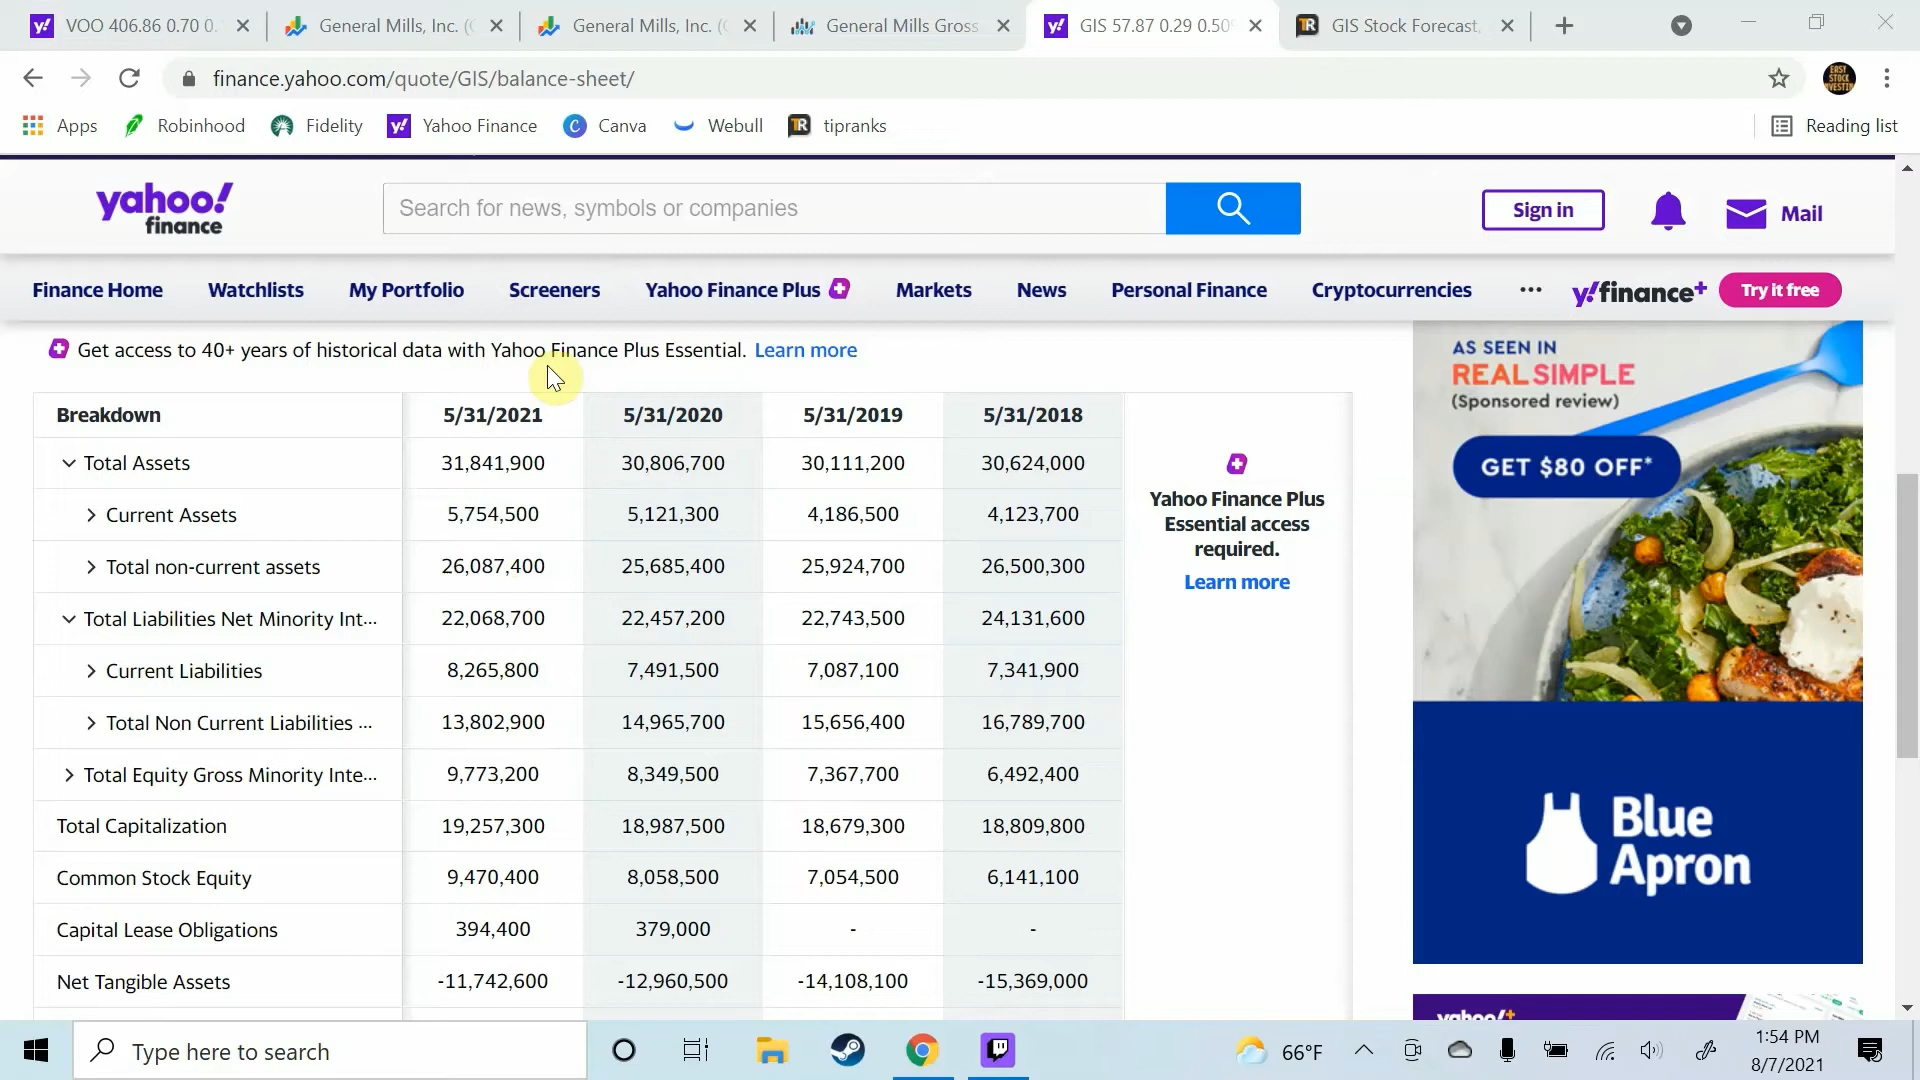 VOO 406.86 0.70 0.
General Mills, Inc. (
General Mills, Inc. (
General Mills Gross
GIS 57.87 0.29 0.50
GIS Stock Forecast,
finance.yahoo.com/quote/GIS/balance-sheet/
EASY STOCK INVESTIN
Apps
Robinhood
Fidelity
y! Yahoo Finance
C Canva
Webull
TR tipranks
Reading list
yahoo!
finance
Search for news, symbols or companies
Sign in
Mail
Finance Home
Watchlists
My Portfolio
Screeners
Yahoo Finance Plus
Markets
News
Personal Finance
Cryptocurrencies
...
y!finance+
Try it free
Get access to 40+ years of historical data with Yahoo Finance Plus Essential. Learn more
Breakdown 5/31/2021 5/31/2020 5/31/2019 5/31/2018
Total Assets 31,841,900 30,806,700 30,111,200 30,624,000
Current Assets 5,754,500 5,121,300 4,186,500 4,123,700
Total non-current assets 26,087,400 25,685,400 25,924,700 26,500,300
Total Liabilities Net Minority Int... 22,068,700 22,457,200 22,743,500 24,131,600
Current Liabilities 8,265,800 7,491,500 7,087,100 7,341,900
Total Non Current Liabilities ... 13,802,900 14,965,700 15,656,400 16,789,700
Total Equity Gross Minority Inte... 9,773,200 8,349,500 7,367,700 6,492,400
Total Capitalization 19,257,300 18,987,500 18,679,300 18,809,800
Common Stock Equity 9,470,400 8,058,500 7,054,500 6,141,100
Capital Lease Obligations 394,400 379,000 - -
Net Tangible Assets -11,742,600 -12,960,500 -14,108,100 -15,369,000
Yahoo Finance Plus
Essential access
required.
Learn more
AS SEEN IN
REAL SIMPLE
(Sponsored review)
GET $80 OFF*
Blue
Apron
yahoo!+
Type here to search
66°F
1:54 PM
8/7/2021